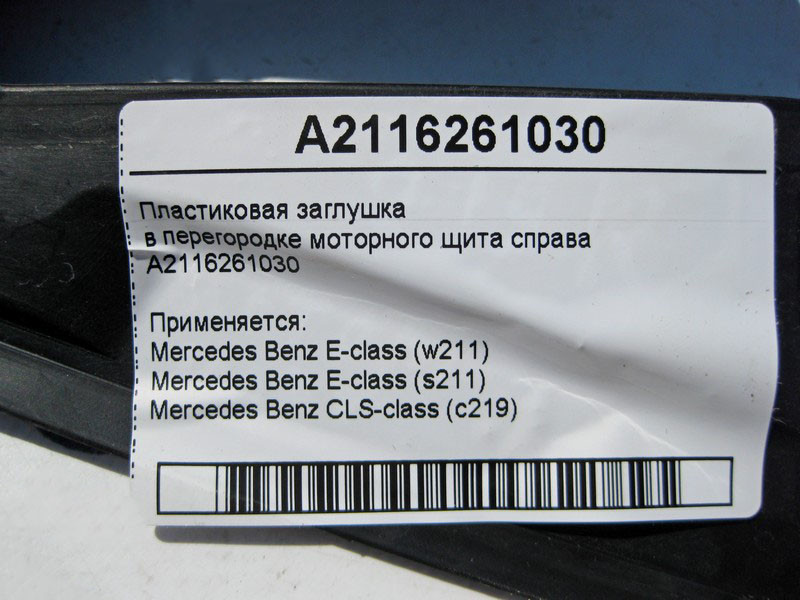 A2116261030
Пластиковая заглушка
в перегородке моторного щита справа
A2116261030
Применяется:
Mercedes Benz E-class (w211)
Mercedes Benz E-class (s211)
Mercedes Benz CLS-class (c219)